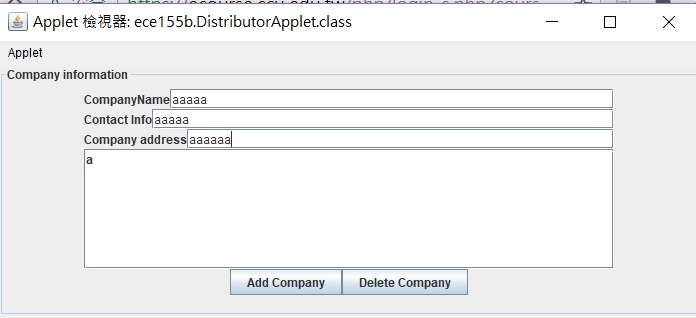 Applet 檢視器: ece155b.DistributorApplet.class
Applet
Company information
CompanyName aaaaa
Contact Info aaaaa
Company address aaaaaa
a
Add Company Delete Company